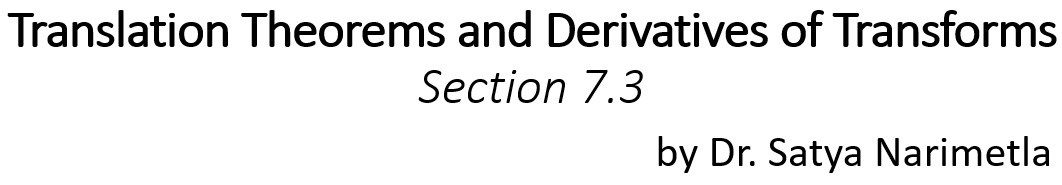 Translation Theorems and Derivatives of Transforms
Section 7.3
by Dr. Satya Narimetla